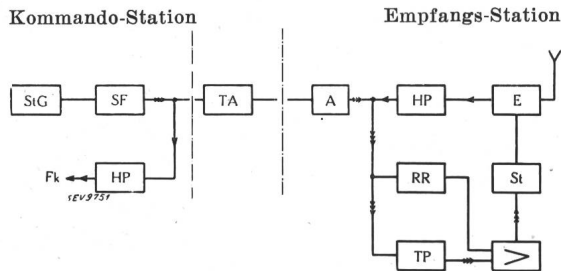 Kommando-Station Empfangs-Station
StG SF TA A HP E
Fk HP RR St
SEV9751
TP